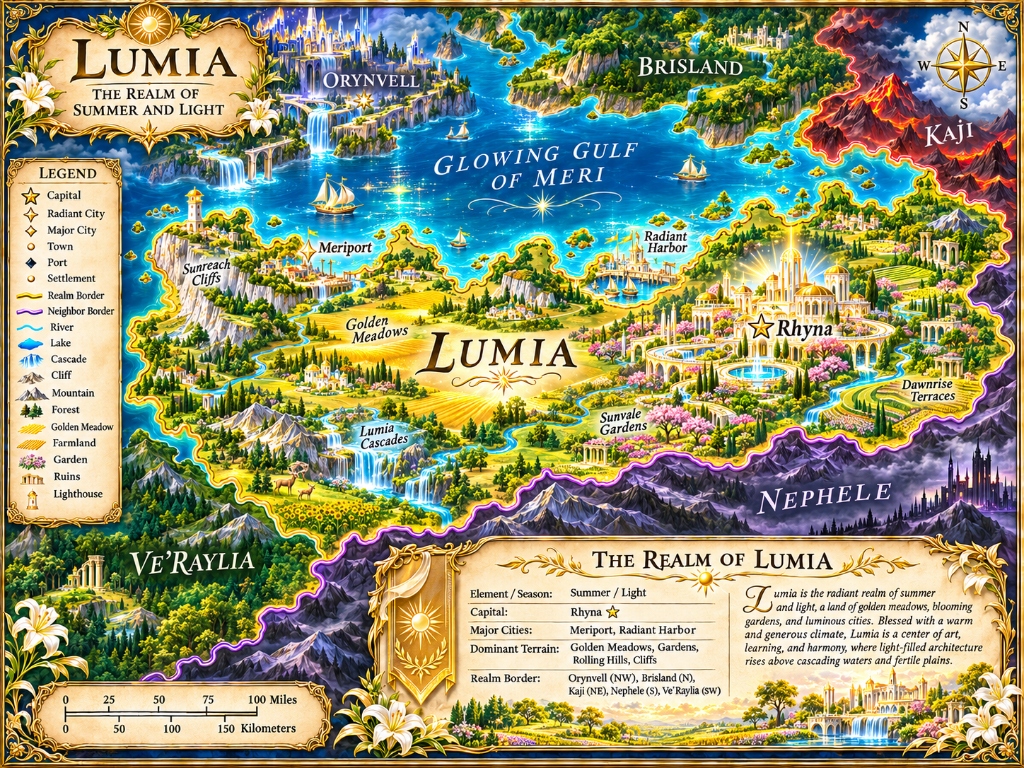 LUMIA
THE REALM OF
SUMMER AND LIGHT
ORYNVELL
BRISLAND
N
W
E
S
KAJI
GLOWING GULF
OF MERI
LEGEND
Capital
Radiant City
Major City
Town
Port
Settlement
Realm Border
Neighbor Border
River
Lake
Cascade
Cliff
Mountain
Forest
Golden Meadow
Farmland
Garden
Ruins
Lighthouse
Sunreach
Cliffs
Meriport
Radiant
Harbor
Golden
Meadows
LUMIA
Rhyna
Dawnrise
Terraces
Sunvale
Gardens
Lumia
Cascades
NEPHELE
VE'RAYLIA
THE REALM OF LUMIA
Element / Season: Summer / Light
Capital: Rhyna
Major Cities: Meriport, Radiant Harbor
Dominant Terrain: Golden Meadows, Gardens,
Rolling Hills, Cliffs
Realm Border: Orynvell (NW), Brisland (N),
Kaji (NE), Nephele (S), Ve'Raylia (SW)
Lumia is the radiant realm of summer
and light, a land of golden meadows, blooming
gardens, and luminous cities. Blessed with a warm
and generous climate, Lumia is a center of art,
learning, and harmony, where light-filled architecture
rises above cascading waters and fertile plains.
0 25 50 75 100 Miles
0 50 100 150 Kilometers